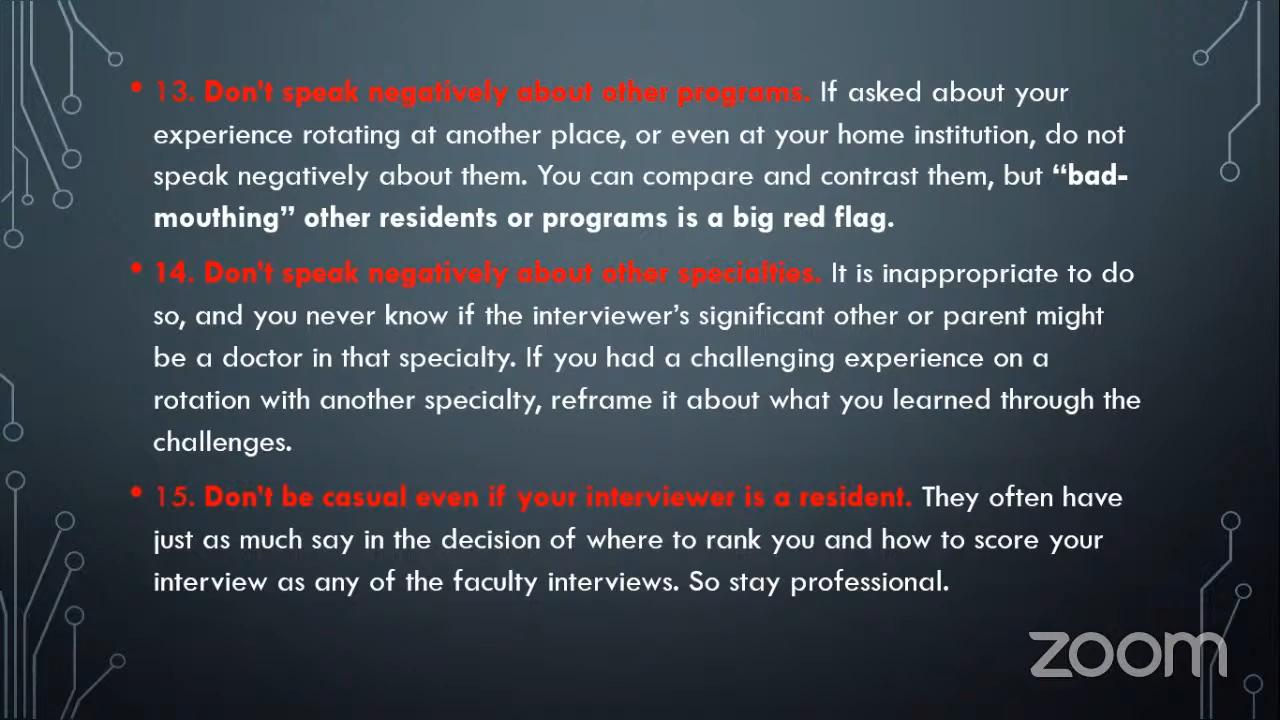 • 13. Don't speak negatively about other programs. If asked about your
experience rotating at another place, or even at your home institution, do not
speak negatively about them. You can compare and contrast them, but “bad-
mouthing” other residents or programs is a big red flag.
• 14. Don't speak negatively about other specialties. It is inappropriate to do
so, and you never know if the interviewer’s significant other or parent might
be a doctor in that specialty. If you had a challenging experience on a
rotation with another specialty, reframe it about what you learned through the
challenges.
• 15. Don't be casual even if your interviewer is a resident. They often have
just as much say in the decision of where to rank you and how to score your
interview as any of the faculty interviews. So stay professional.
zoom